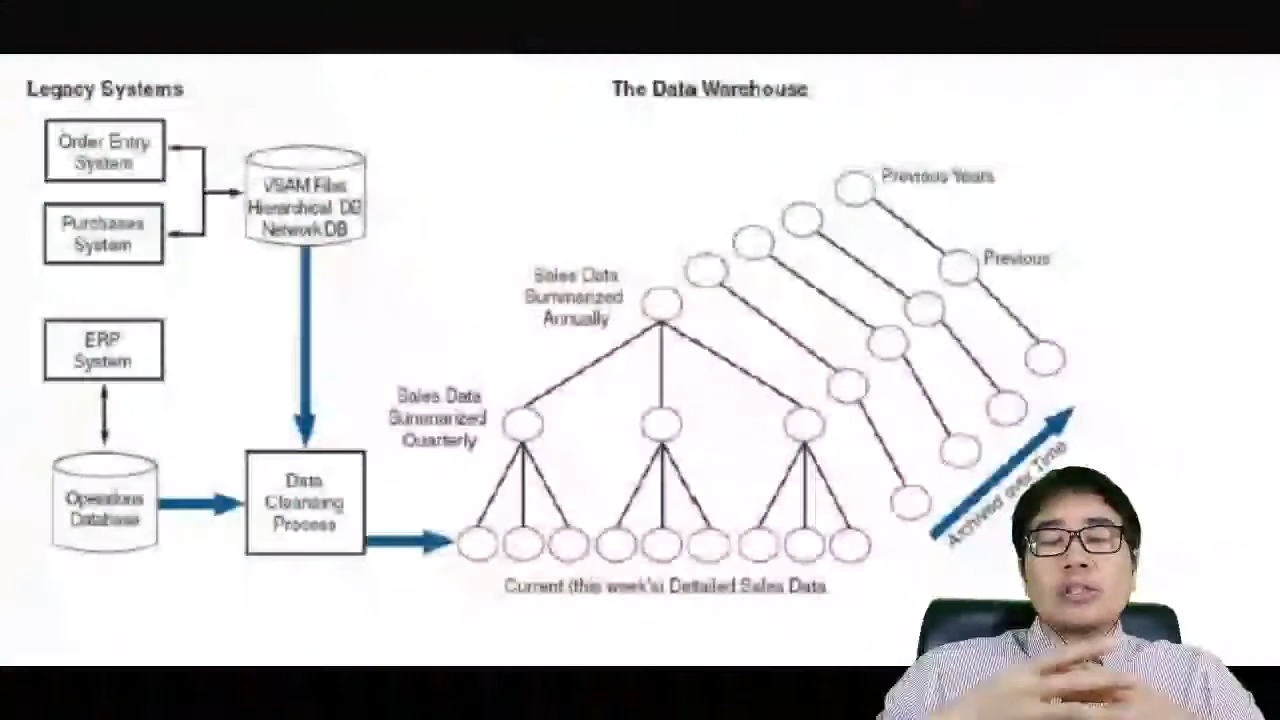 Legacy Systems
The Data Warehouse
Order Entry
System
Purchases
System
VSAM Files
Hierarchical DB
Network DB
ERP
System
Operations
Database
Data
Cleansing
Process
Previous Years
Previous
Sales Data
Summarized
Annually
Sales Data
Summarized
Quarterly
Archived over Time
Current (this week's) Detailed Sales Data